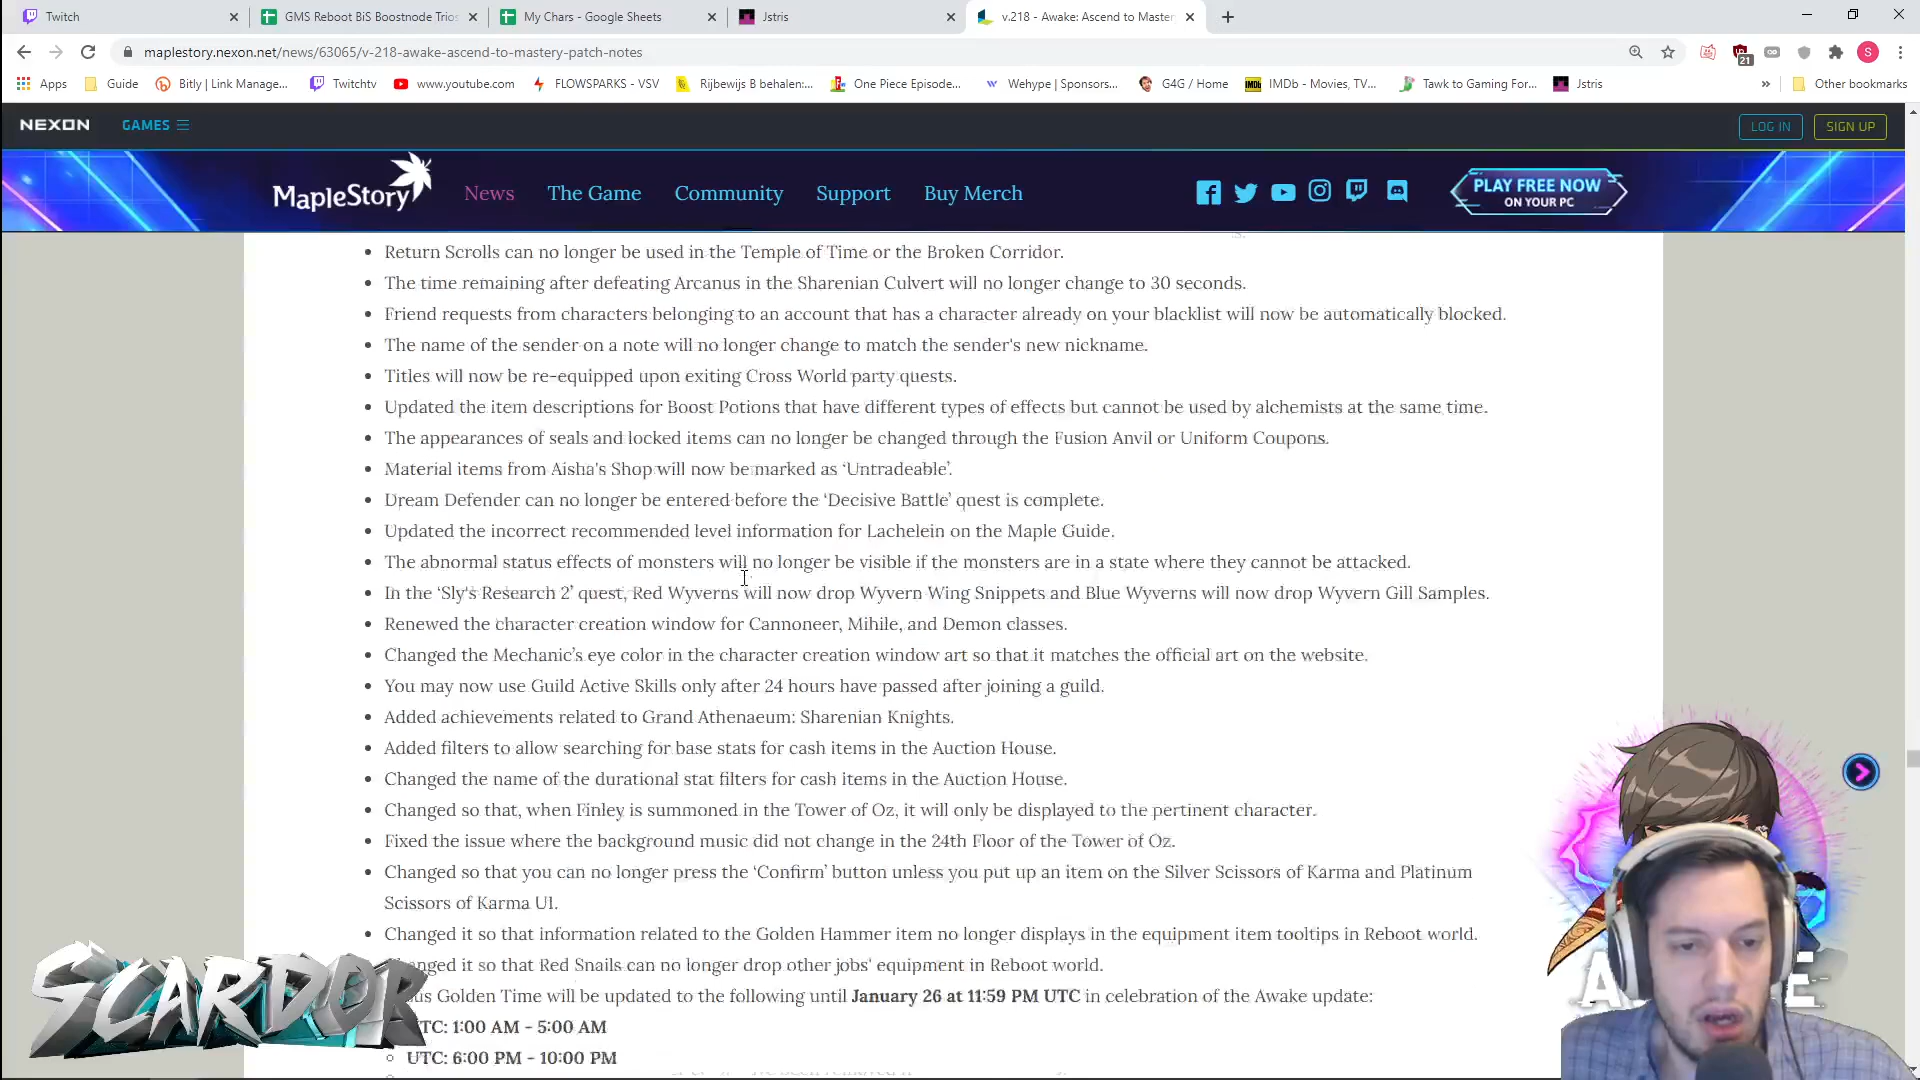 Twitch
GMS Reboot BiS Boostnode Trios
My Chars - Google Sheets
Jstris
v.218 - Awake: Ascend to Master
maplestory.nexon.net/news/63065/v-218-awake-ascend-to-mastery-patch-notes
21
S
Apps
Guide
Bitly | Link Manage...
Twitchtv
www.youtube.com
FLOWSPARKS - VSV
Rijbewijs B behalen:...
One Piece Episode...
Wehype | Sponsors...
G4G / Home
IMDb
IMDb - Movies, TV...
Tawk to Gaming For...
Jstris
»
Other bookmarks
NEXON
GAMES
LOG IN
SIGN UP
MapleStory
News
The Game
Community
Support
Buy Merch
PLAY FREE NOW
ON YOUR PC
• Return Scrolls can no longer be used in the Temple of Time or the Broken Corridor.
• The time remaining after defeating Arcanus in the Sharenian Culvert will no longer change to 30 seconds.
• Friend requests from characters belonging to an account that has a character already on your blacklist will now be automatically blocked.
• The name of the sender on a note will no longer change to match the sender's new nickname.
• Titles will now be re-equipped upon exiting Cross World party quests.
• Updated the item descriptions for Boost Potions that have different types of effects but cannot be used by alchemists at the same time.
• The appearances of seals and locked items can no longer be changed through the Fusion Anvil or Uniform Coupons.
• Material items from Aisha's Shop will now be marked as ‘Untradeable’.
• Dream Defender can no longer be entered before the ‘Decisive Battle’ quest is complete.
• Updated the incorrect recommended level information for Lachelein on the Maple Guide.
• The abnormal status effects of monsters will no longer be visible if the monsters are in a state where they cannot be attacked.
• In the ‘Sly's Research 2’ quest, Red Wyverns will now drop Wyvern Wing Snippets and Blue Wyverns will now drop Wyvern Gill Samples.
• Renewed the character creation window for Cannoneer, Mihile, and Demon classes.
• Changed the Mechanic’s eye color in the character creation window art so that it matches the official art on the website.
• You may now use Guild Active Skills only after 24 hours have passed after joining a guild.
• Added achievements related to Grand Athenaeum: Sharenian Knights.
• Added filters to allow searching for base stats for cash items in the Auction House.
• Changed the name of the durational stat filters for cash items in the Auction House.
• Changed so that, when Finley is summoned in the Tower of Oz, it will only be displayed to the pertinent character.
• Fixed the issue where the background music did not change in the 24th Floor of the Tower of Oz.
• Changed so that you can no longer press the ‘Confirm’ button unless you put up an item on the Silver Scissors of Karma and Platinum
Scissors of Karma UI.
• Changed it so that information related to the Golden Hammer item no longer displays in the equipment item tooltips in Reboot world.
anged it so that Red Snails can no longer drop other jobs' equipment in Reboot world.
us Golden Time will be updated to the following until January 26 at 11:59 PM UTC in celebration of the Awake update:
TC: 1:00 AM - 5:00 AM
○ UTC: 6:00 PM - 10:00 PM
SCARDOR